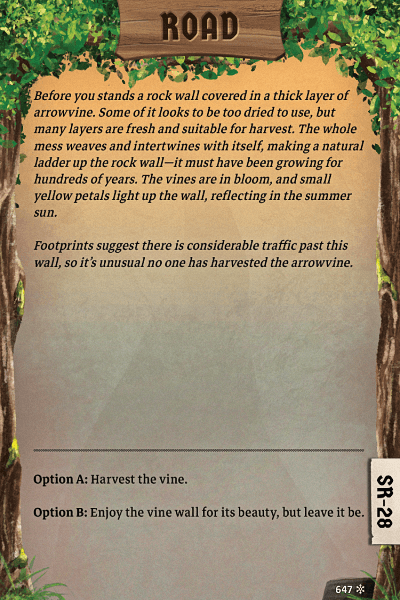 ROAD
Before you stands a rock wall covered in a thick layer of
arrowvine. Some of it looks to be too dried to use, but
many layers are fresh and suitable for harvest. The whole
mess weaves and intertwines with itself, making a natural
ladder up the rock wall—it must have been growing for
hundreds of years. The vines are in bloom, and small
yellow petals light up the wall, reflecting in the summer
sun.
Footprints suggest there is considerable traffic past this
wall, so it's unusual no one has harvested the arrowvine.
Option A: Harvest the vine.
Option B: Enjoy the vine wall for its beauty, but leave it be.
SR-28
647 ✻